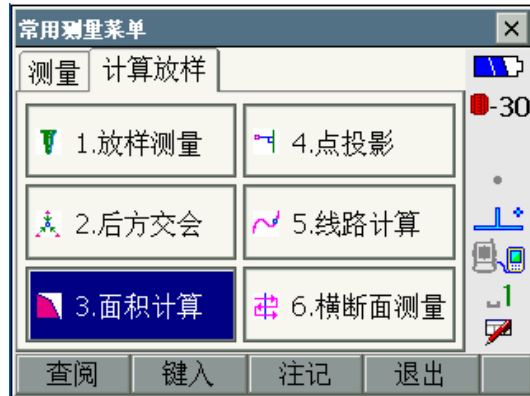 常用测量菜单
测量 计算放样
-30
1.放样测量 4.点投影
2.后方交会 5.线路计算
3.面积计算 6.横断面测量
1
查阅 键入 注记 退出